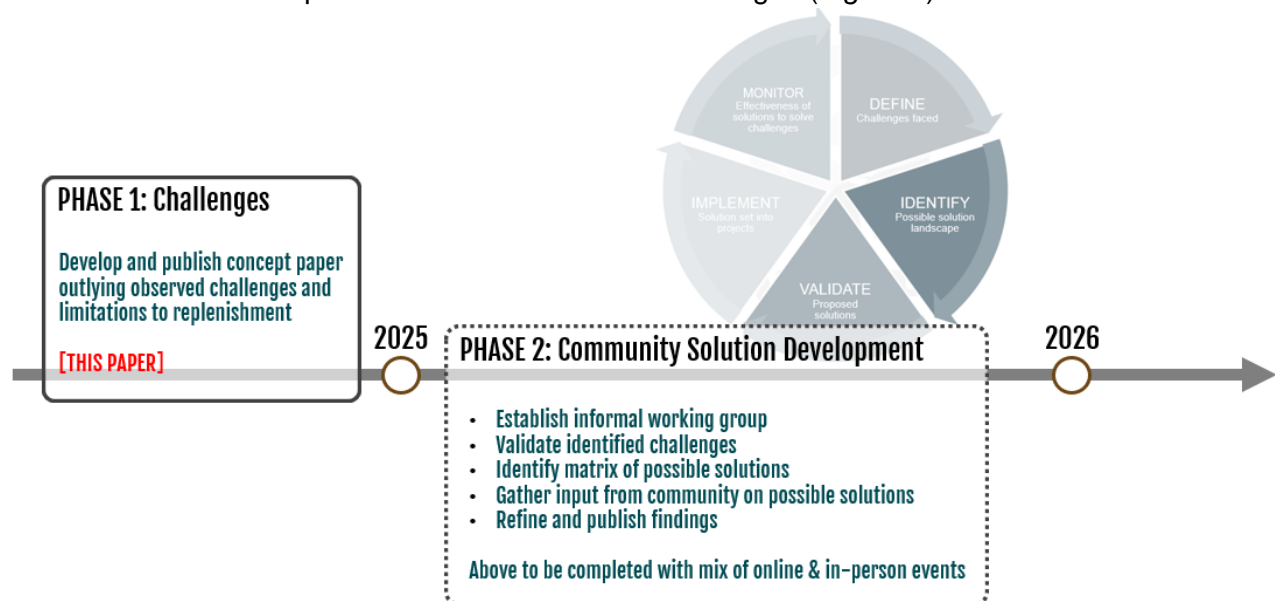 MONITOR
Effectiveness of
solutions to solve
challenges
DEFINE
Challenges faced
IMPLEMENT
Solution set into
projects
IDENTIFY
Possible solution
landscape
VALIDATE
Proposed
solutions
PHASE 1: Challenges
Develop and publish concept paper
outlying observed challenges and
limitations to replenishment
[THIS PAPER]
2025
PHASE 2: Community Solution Development
• Establish informal working group
• Validate identified challenges
• Identify matrix of possible solutions
• Gather input from community on possible solutions
• Refine and publish findings
Above to be completed with mix of online & in-person events
2026